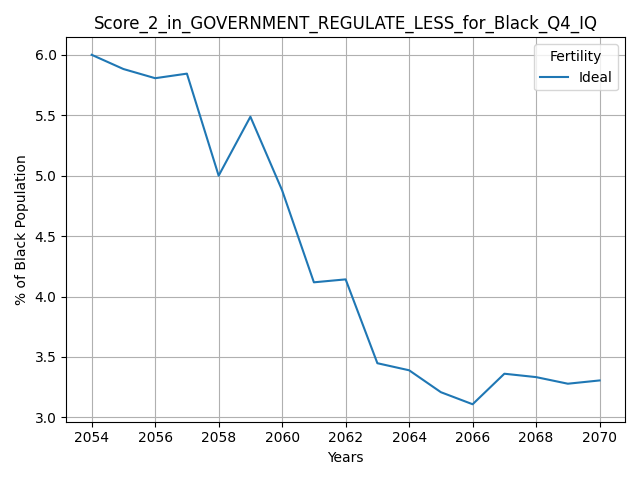 Score_2_in_GOVERNMENT_REGULATE_LESS_for_Black_Q4_IQ
Fertility
Ideal
% of Black Population
6.0
5.5
5.0
4.5
4.0
3.5
3.0
2054 2056 2058 2060 2062 2064 2066 2068 2070
Years